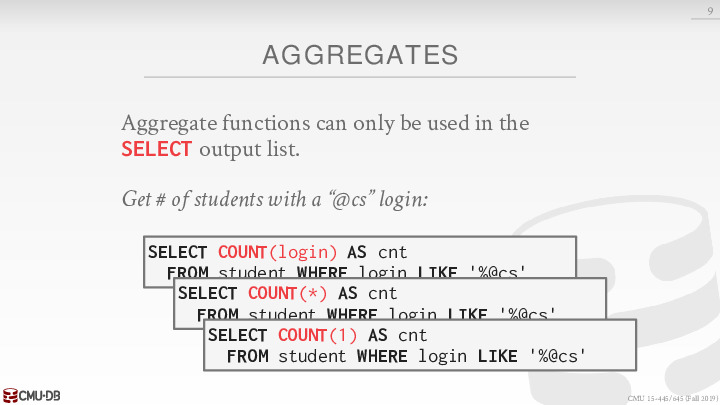 9
AGGREGATES
Aggregate functions can only be used in the
SELECT output list.
Get # of students with a “@cs” login:
SELECT COUNT(login) AS cnt
FROM student WHERE login LIKE '%@cs'
SELECT COUNT(*) AS cnt
FROM student WHERE login LIKE '%@cs'
SELECT COUNT(1) AS cnt
FROM student WHERE login LIKE '%@cs'
CMU·DB
CMU 15-445/645 (Fall 2019)